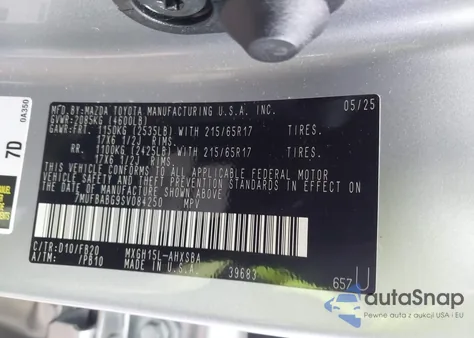 MFD.BY:MAZDA TOYOTA MANUFACTURING U.S.A. INC. 05/25
GVWR:2085KG (4600LB)
GAWR:FRT. 1150KG (2535LB) WITH 215/65R17 TIRES.
17X6 1/2J RIMS.
RR. 1100KG (2425LB) WITH 215/65R17 TIRES.
17X6 1/2J RIMS.
THIS VEHICLE CONFORMS TO ALL APPLICABLE FEDERAL MOTOR
VEHICLE
SAFETY AND
THEFT PREVENTION STANDARDS IN EFFECT ON
THE DATE OF MANUFACTURE SHOWN ABOVE.
7MUFBABG9SV084250 MPV
C/TR:D10/FB20 MXGH15L-AHXSBA
A/TM: /PB10 MADE IN U.S.A. 39683
657U
0A350
7D
autoSnap
Pewne auta z aukcji USA i EU